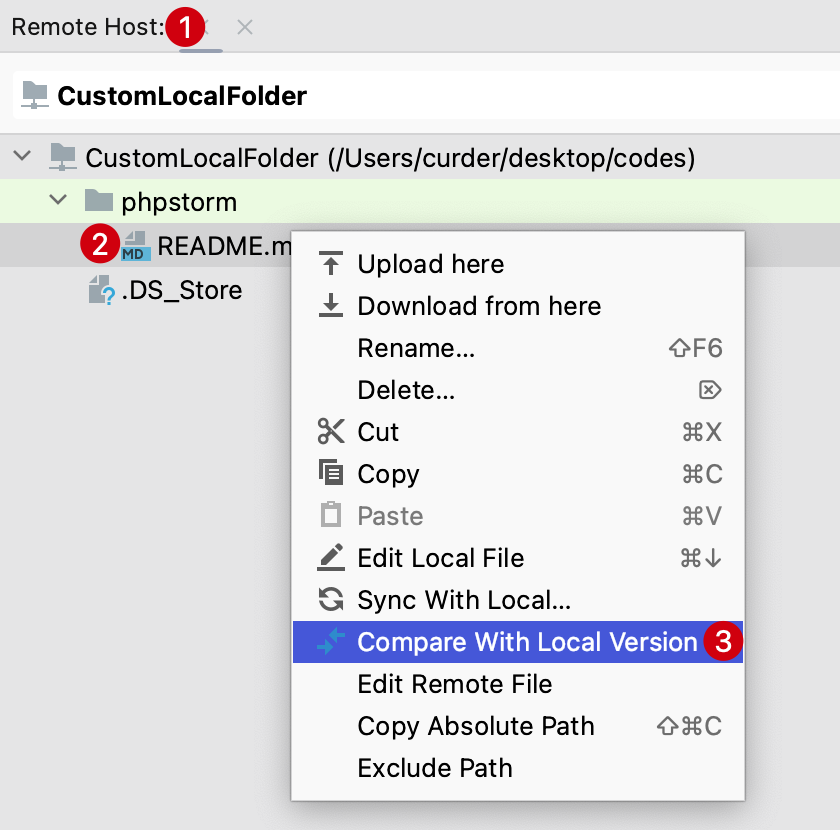 Remote Host: 1
CustomLocalFolder
CustomLocalFolder (/Users/curder/desktop/codes)
phpstorm
2 MD README.m
.DS_Store
Upload here
Download from here
Rename... ⇧F6
Delete... ⌦
Cut ⌘X
Copy ⌘C
Paste ⌘V
Edit Local File ⌘↓
Sync With Local...
Compare With Local Version 3
Edit Remote File
Copy Absolute Path ⇧⌘C
Exclude Path